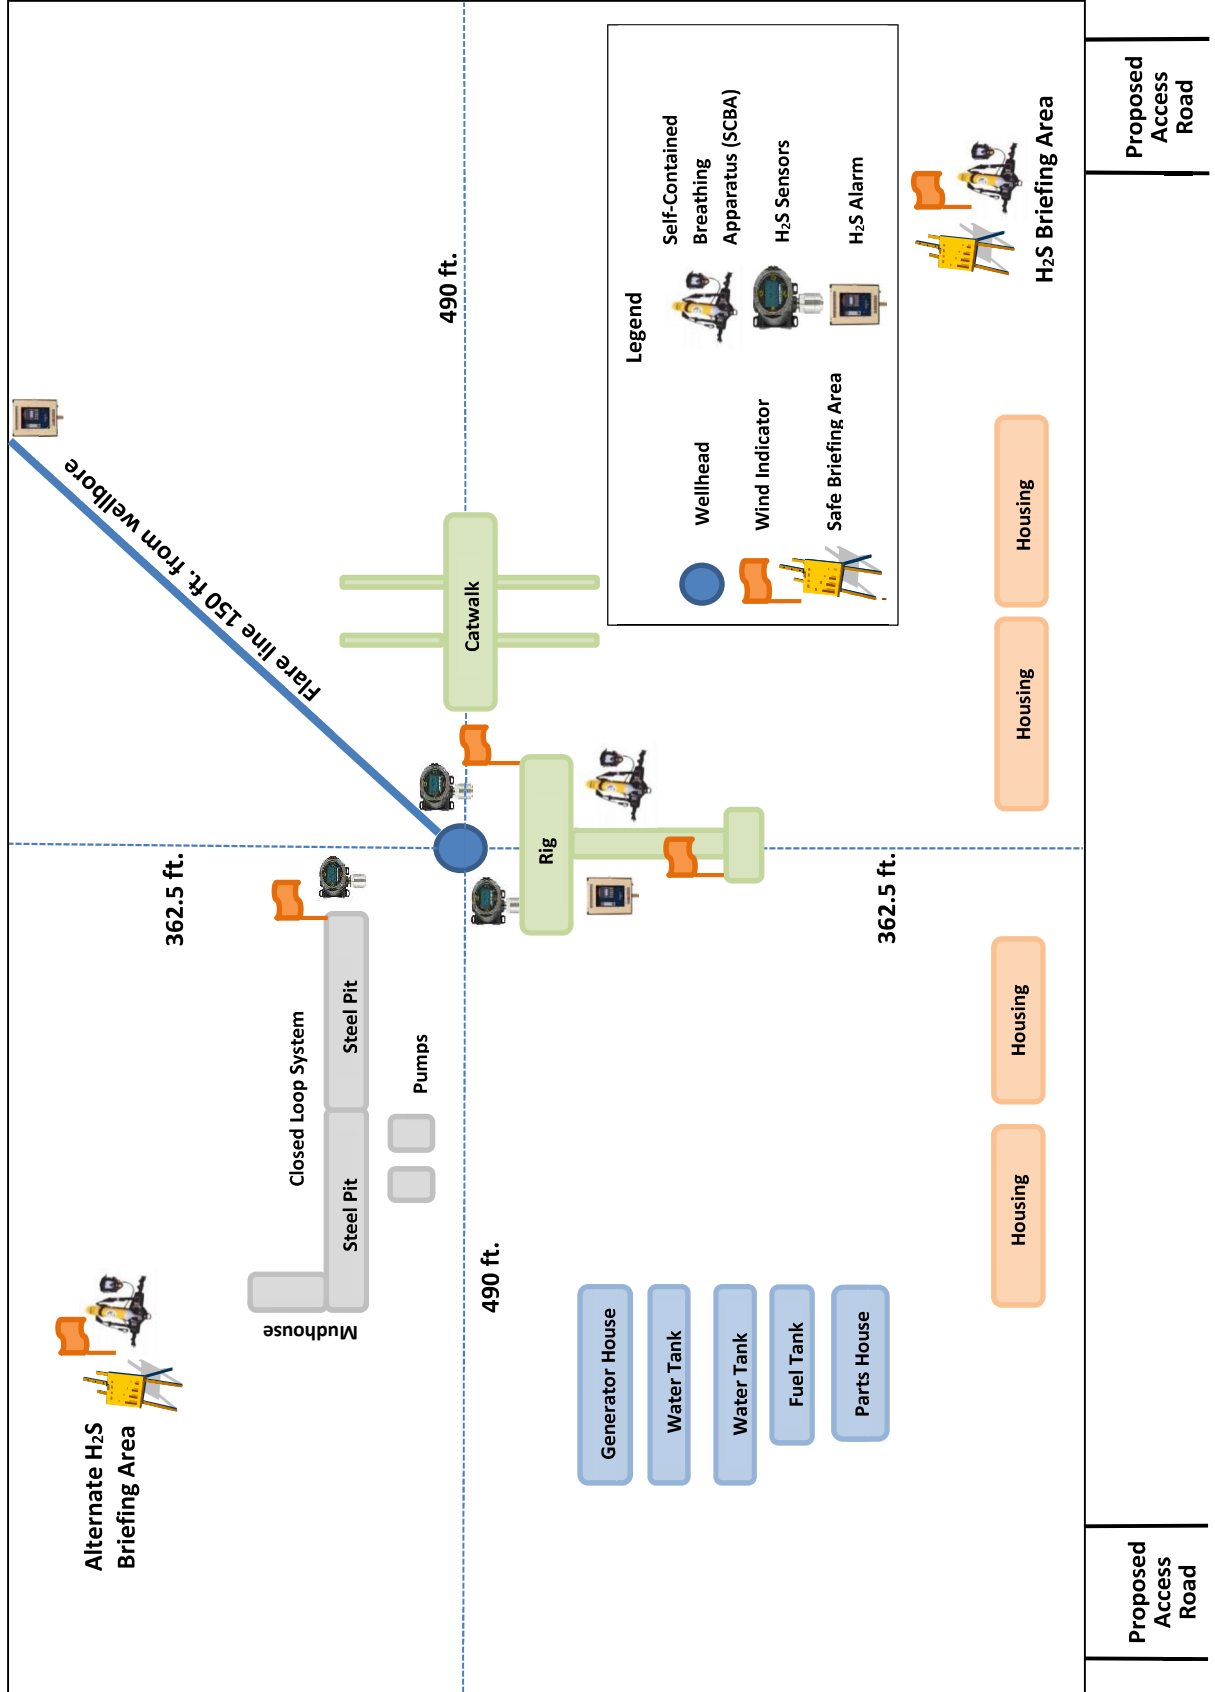 Alternate H₂S
Briefing Area
Mudhouse
Closed Loop System
Steel Pit
Steel Pit
Pumps
362.5 ft.
Flare line 150 ft. from wellbore
490 ft.
490 ft.
Catwalk
Rig
362.5 ft.
Generator House
Water Tank
Water Tank
Fuel Tank
Parts House
Legend
Wellhead
Wind Indicator
Safe Briefing Area
Self-Contained
Breathing
Apparatus (SCBA)
H₂S Sensors
H₂S Alarm
Housing
Housing
Housing
Housing
H₂S Briefing Area
Proposed
Access
Road
Proposed
Access
Road